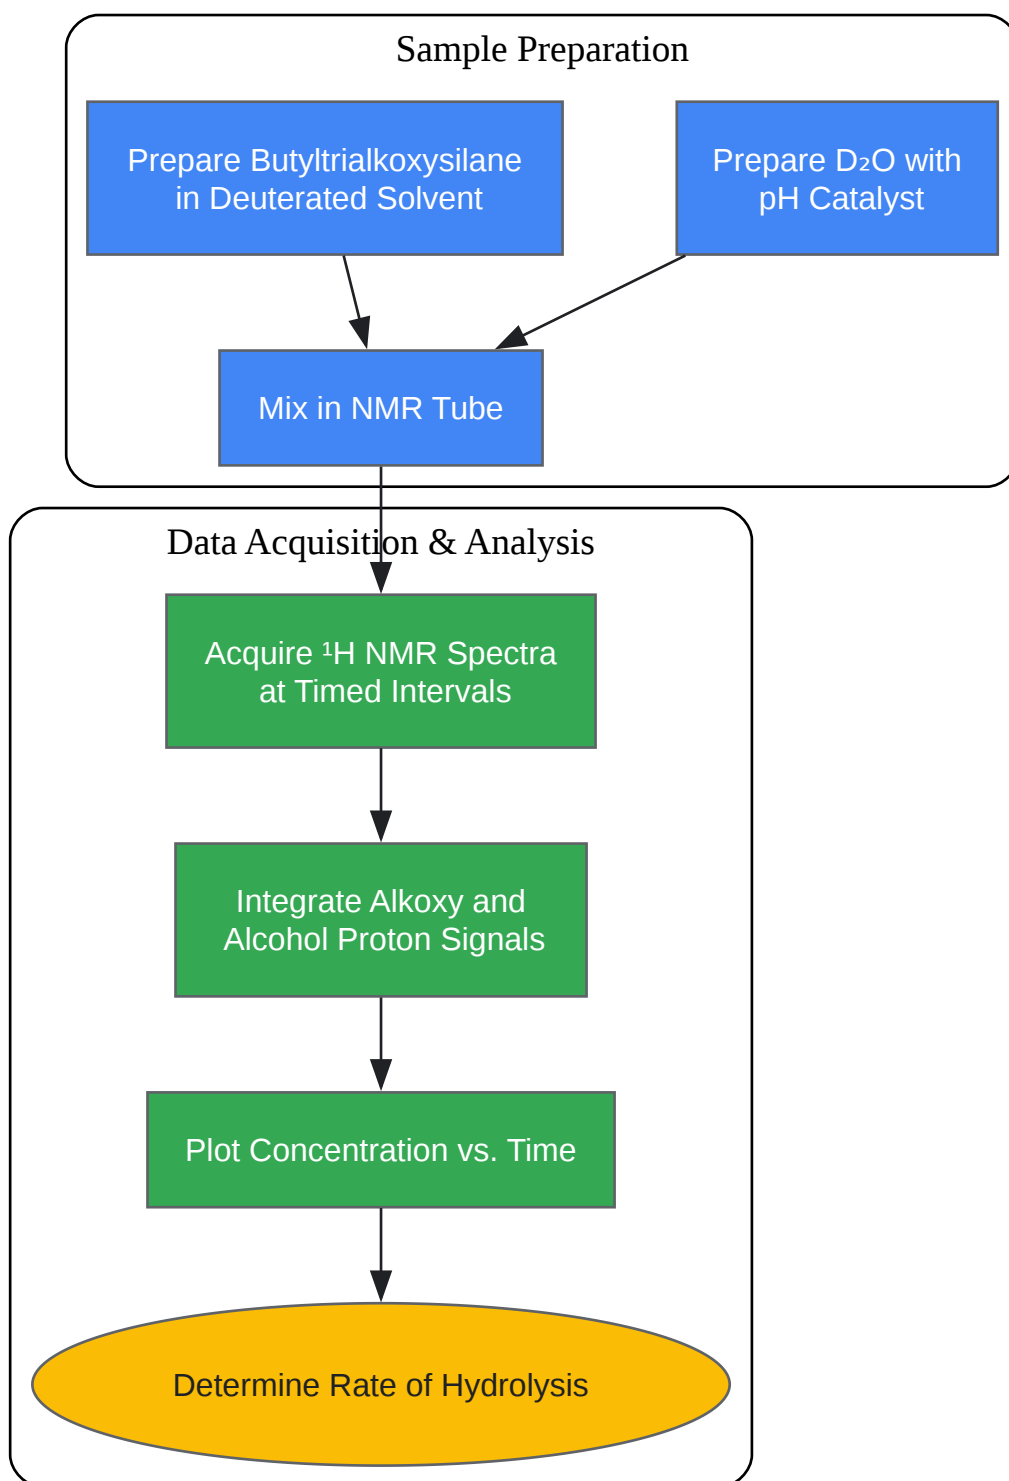 Sample Preparation
Prepare Butyltrialkoxysilane
in Deuterated Solvent
Prepare D₂O with
pH Catalyst
Mix in NMR Tube
Data Acquisition & Analysis
Acquire ¹H NMR Spectra
at Timed Intervals
Integrate Alkoxy and
Alcohol Proton Signals
Plot Concentration vs. Time
Determine Rate of Hydrolysis